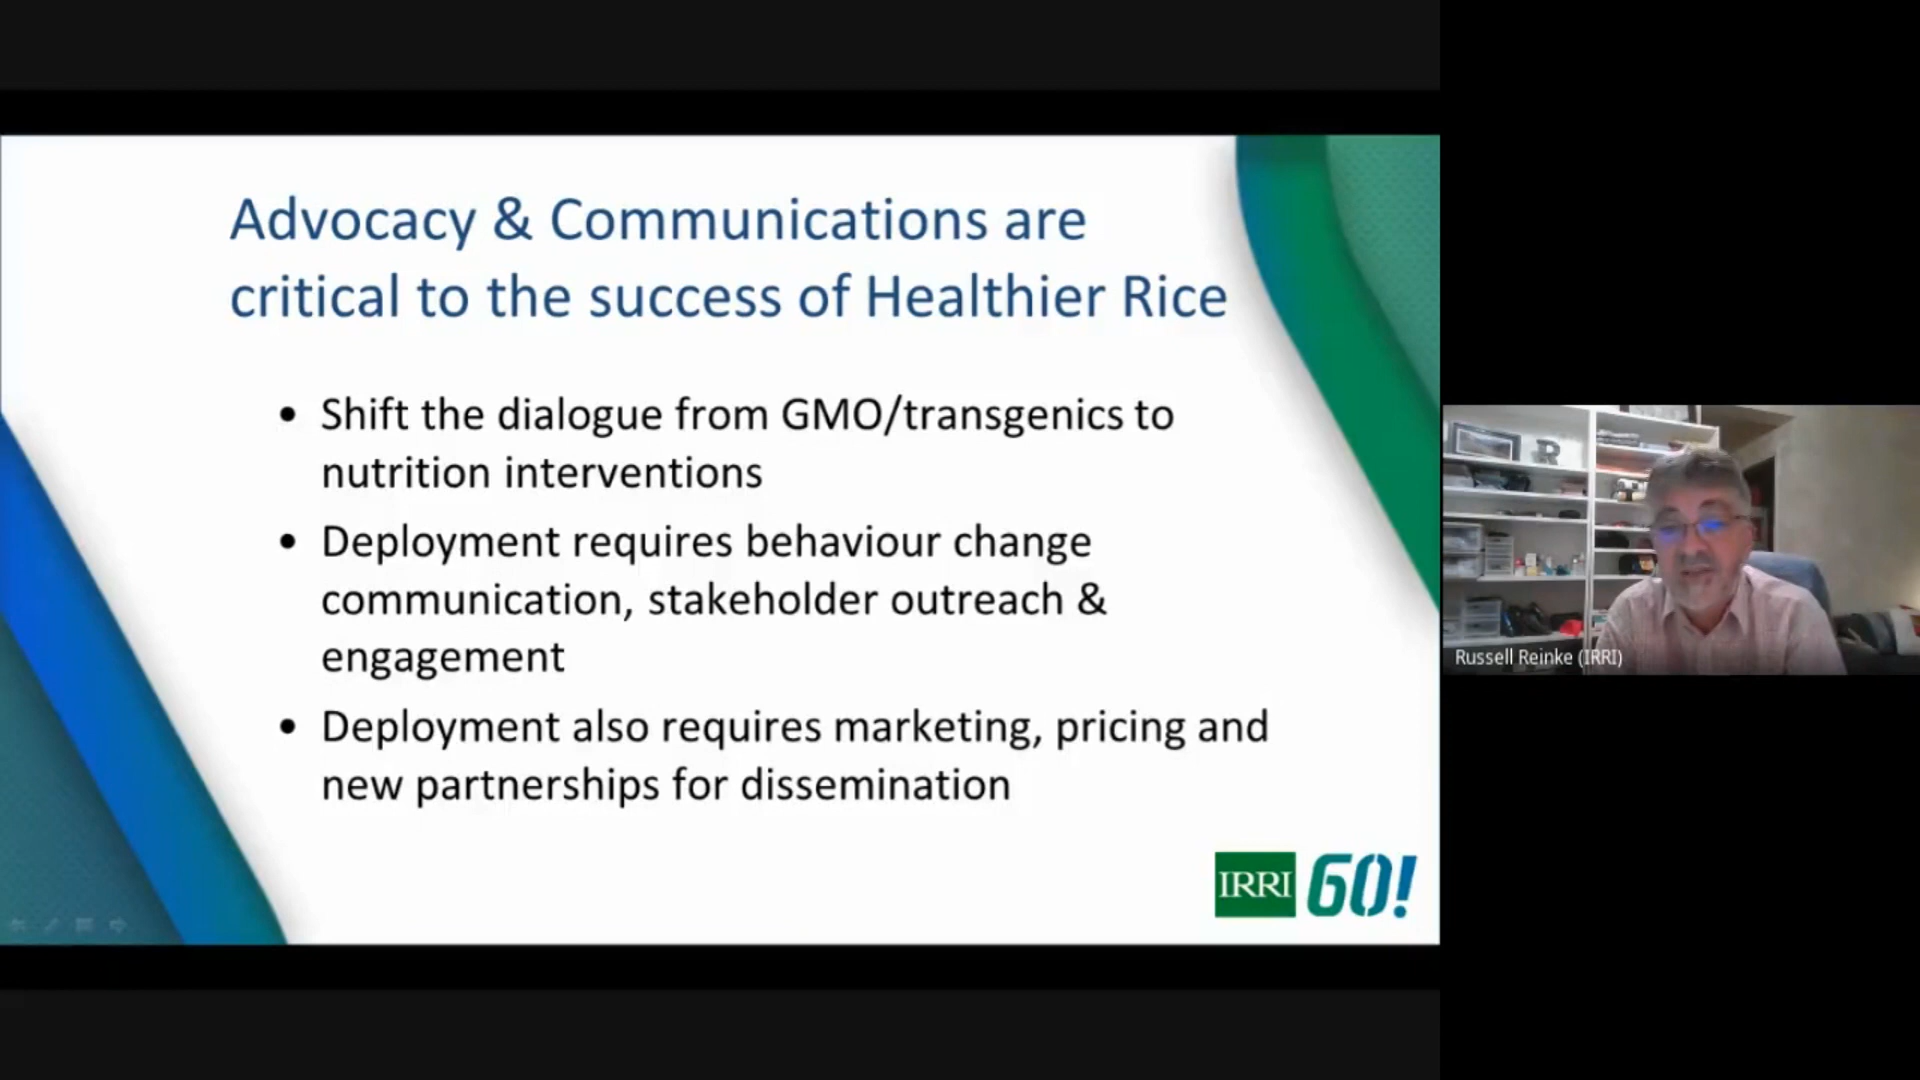 Advocacy & Communications are
critical to the success of Healthier Rice
• Shift the dialogue from GMO/transgenics to
nutrition interventions
• Deployment requires behaviour change
communication, stakeholder outreach &
engagement
• Deployment also requires marketing, pricing and
new partnerships for dissemination
IRRI 60!
R
Russell Reinke (IRRI)